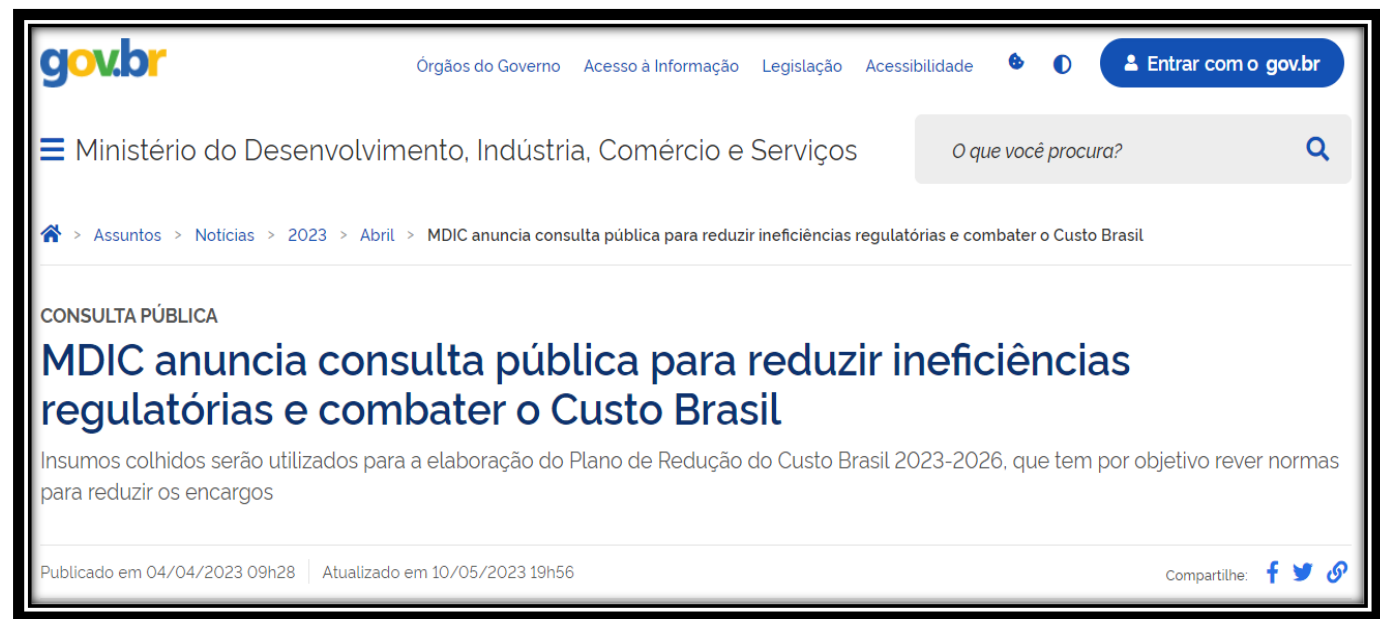 gov.br
Órgãos do Governo Acesso à Informação Legislação Acessibilidade Entrar com o gov.br
Ministério do Desenvolvimento, Indústria, Comércio e Serviços O que você procura?
> Assuntos > Notícias > 2023 > Abril > MDIC anuncia consulta pública para reduzir ineficiências regulatórias e combater o Custo Brasil
CONSULTA PÚBLICA
MDIC anuncia consulta pública para reduzir ineficiências
regulatórias e combater o Custo Brasil
Insumos colhidos serão utilizados para a elaboração do Plano de Redução do Custo Brasil 2023-2026, que tem por objetivo rever normas
para reduzir os encargos
Publicado em 04/04/2023 09h28 Atualizado em 10/05/2023 19h56 Compartilhe: